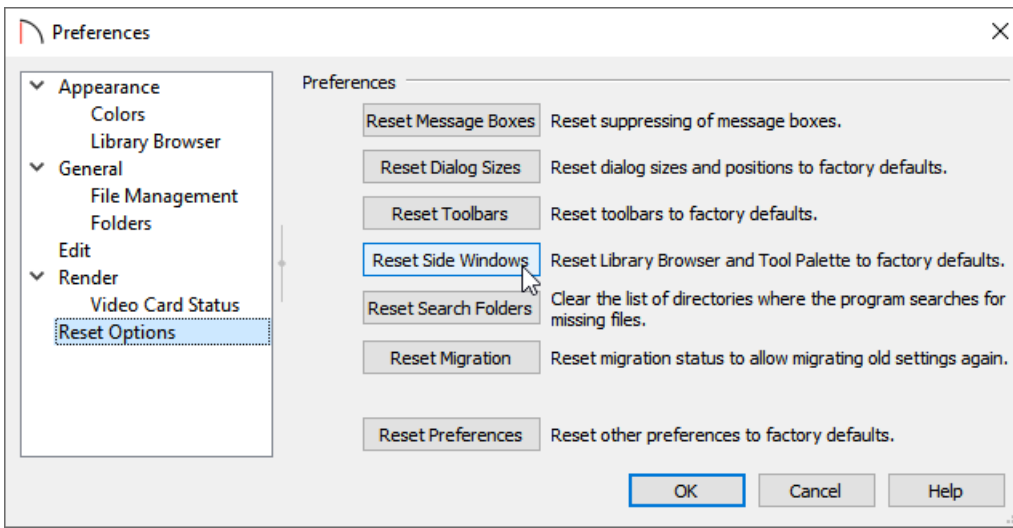 Preferences
Appearance
Colors
Library Browser
General
File Management
Folders
Edit
Render
Video Card Status
Reset Options
Preferences
Reset Message Boxes Reset suppressing of message boxes.
Reset Dialog Sizes Reset dialog sizes and positions to factory defaults.
Reset Toolbars Reset toolbars to factory defaults.
Reset Side Windows Reset Library Browser and Tool Palette to factory defaults.
Reset Search Folders Clear the list of directories where the program searches for
missing files.
Reset Migration Reset migration status to allow migrating old settings again.
Reset Preferences Reset other preferences to factory defaults.
OK Cancel Help